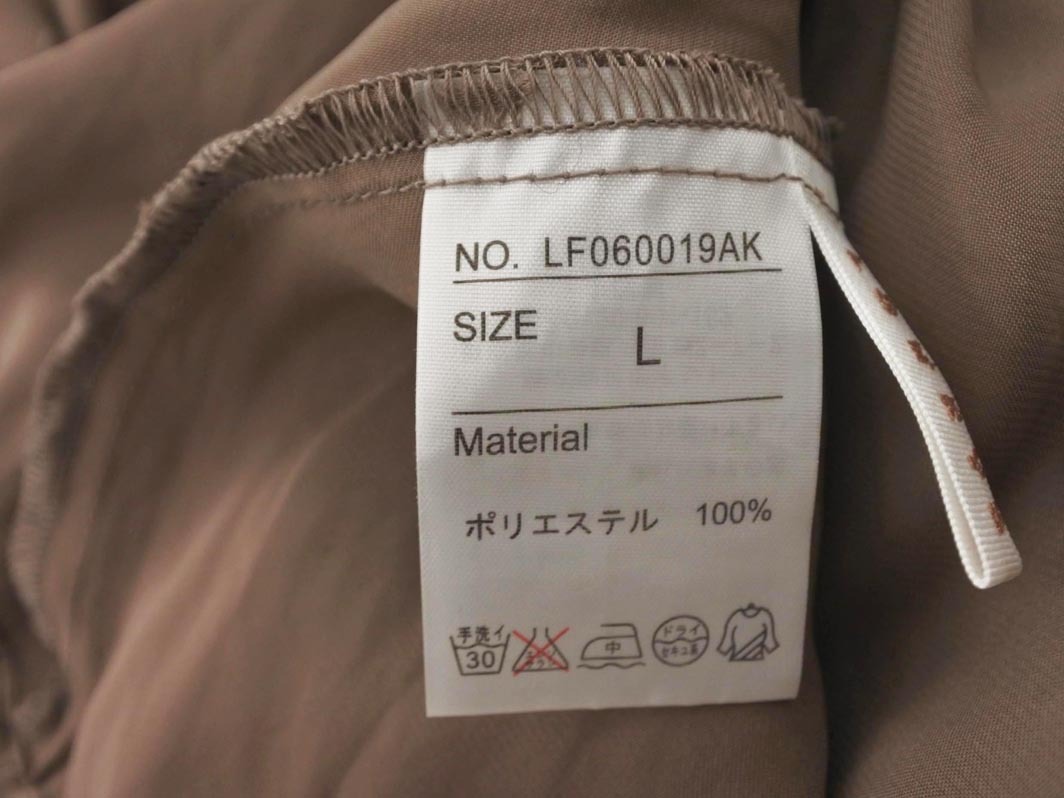 NO. LF060019AK
SIZE
L
Material
ポリエステル 100%
手洗イ
30
中
ドライ
セキユ系